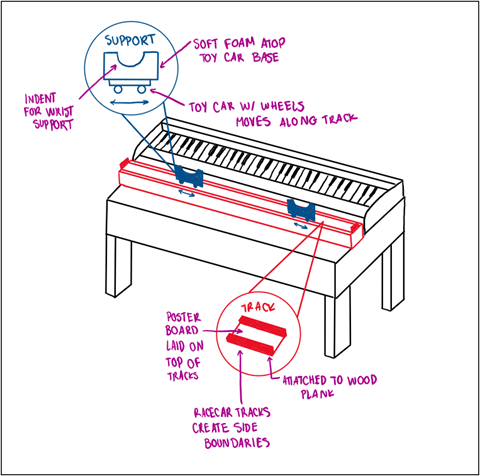 SUPPORT
SOFT FOAM ATOP
TOY CAR BASE
INDENT
FOR WRIST
SUPPORT
TOY CAR W/ WHEELS
MOVES ALONG TRACK
TRACK
POSTER
BOARD
LAID ON
TOP OF
TRACKS
ATTATCHED TO WOOD
PLANK
RACECAR TRACKS
CREATE SIDE
BOUNDARIES